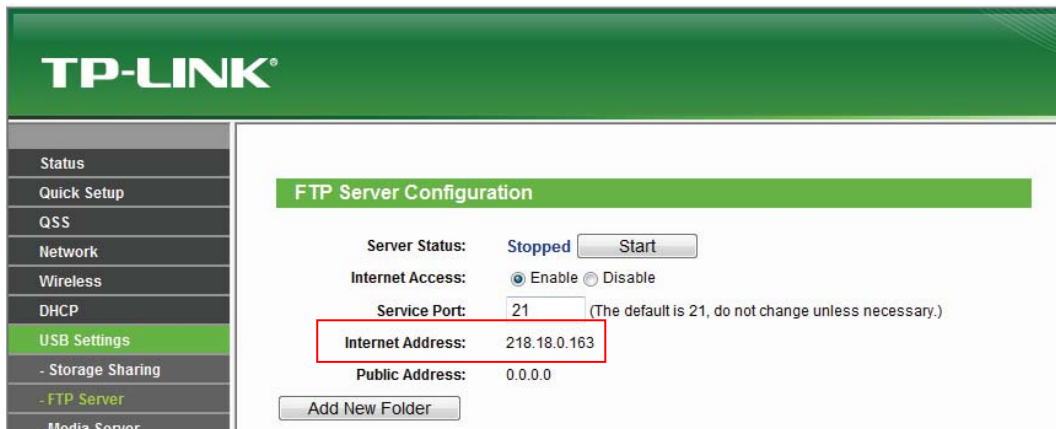 TP-LINK®
Status
Quick Setup
QSS
Network
Wireless
DHCP
USB Settings
- Storage Sharing
- FTP Server
- Media Server
FTP Server Configuration
Server Status: Stopped Start
Internet Access: Enable Disable
Service Port: 21 (The default is 21, do not change unless necessary.)
Internet Address: 218.18.0.163
Public Address: 0.0.0.0
Add New Folder